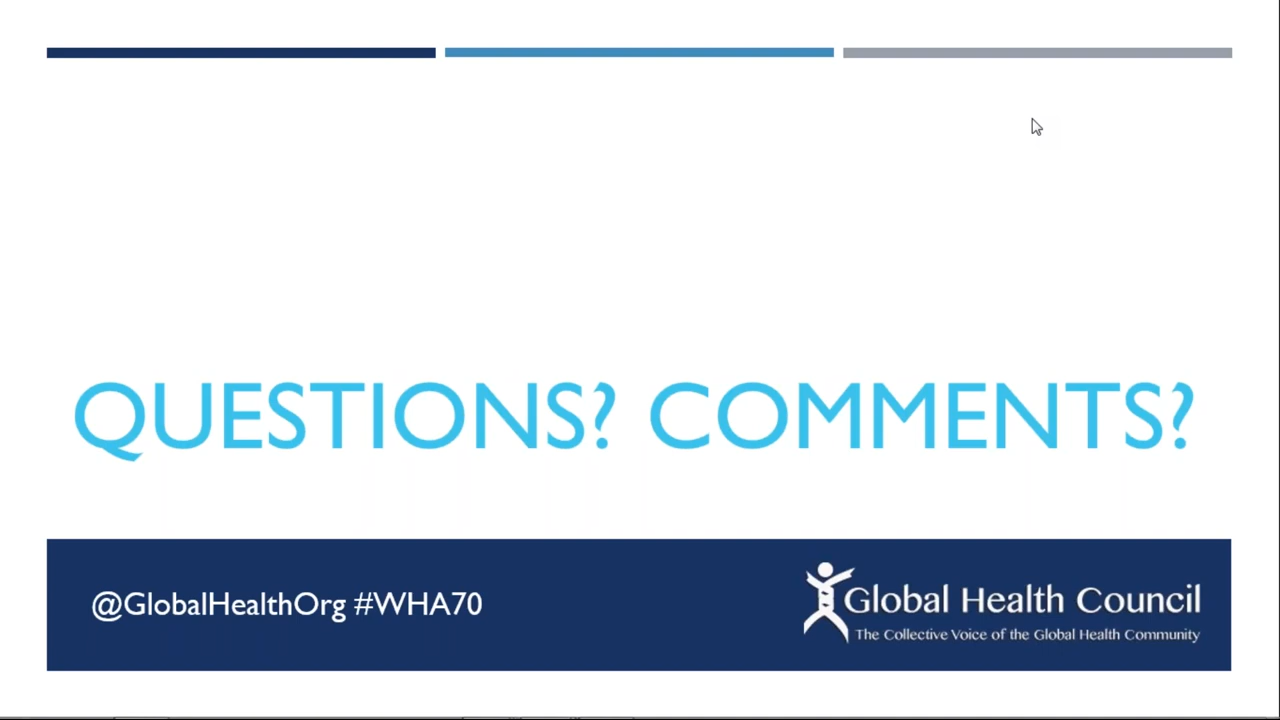 QUESTIONS? COMMENTS?
@GlobalHealthOrg #WHA70
Global Health Council
The Collective Voice of the Global Health Community